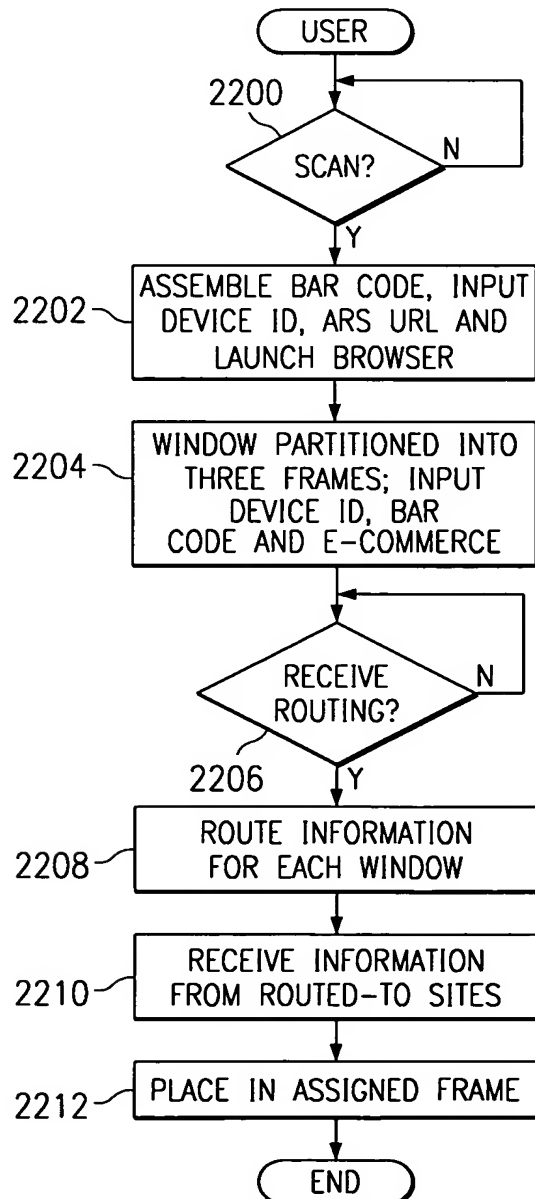 USER
2200
SCAN?
N
Y
2202
ASSEMBLE BAR CODE, INPUT
DEVICE ID, ARS URL AND
LAUNCH BROWSER
2204
WINDOW PARTITIONED INTO
THREE FRAMES; INPUT
DEVICE ID, BAR
CODE AND E-COMMERCE
RECEIVE
ROUTING?
N
2206
Y
2208
ROUTE INFORMATION
FOR EACH WINDOW
2210
RECEIVE INFORMATION
FROM ROUTED-TO SITES
2212
PLACE IN ASSIGNED FRAME
END